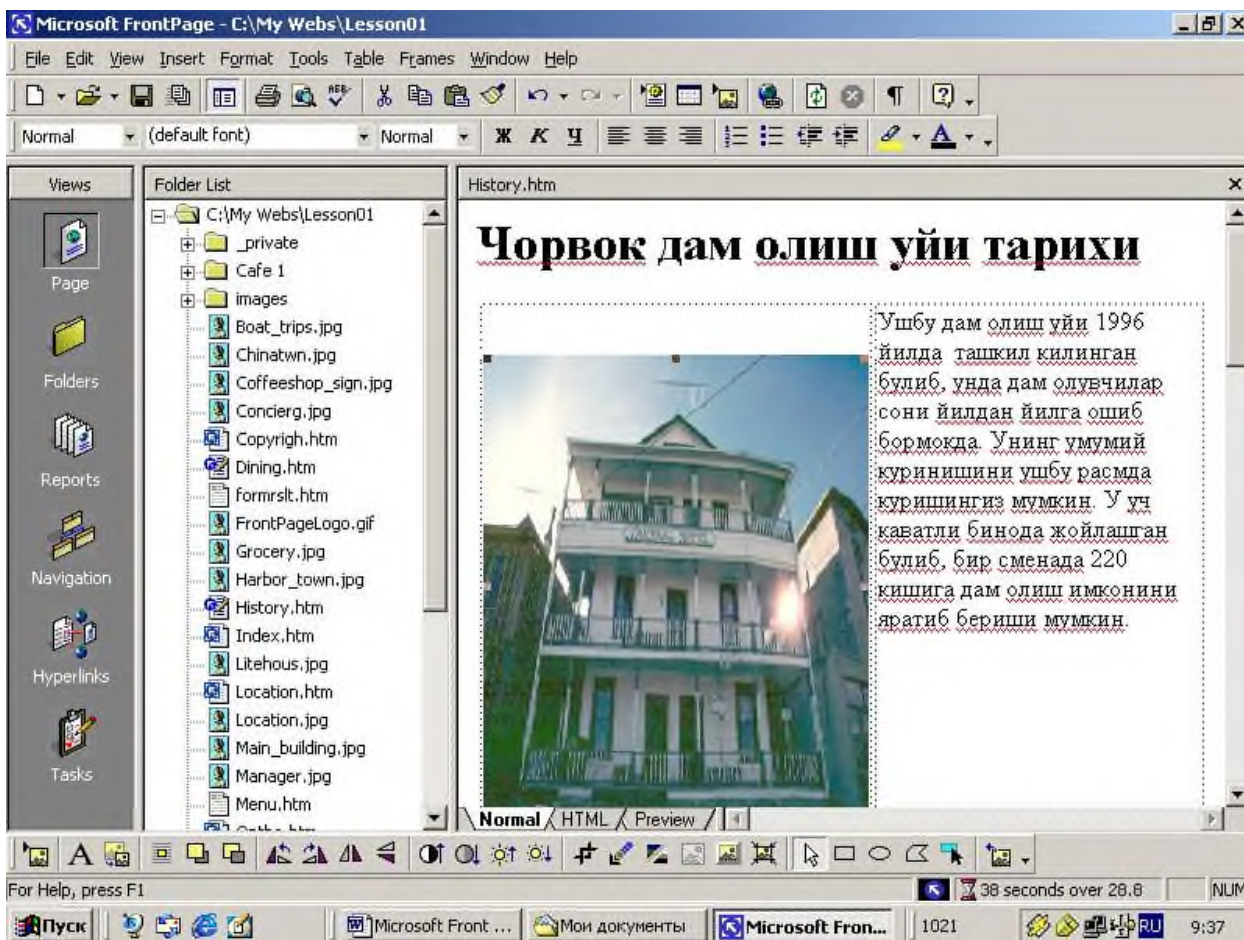 Microsoft FrontPage - C:\My Webs\Lesson01
File Edit View Insert Format Tools Table Frames Window Help
Normal (default font) Normal Ж К Ч A
Views
Page
Folders
Reports
Navigation
Hyperlinks
Tasks
Folder List
C:\My Webs\Lesson01
_private
Cafe 1
images
Boat_trips.jpg
Chinatwn.jpg
Coffeeshop_sign.jpg
Concierg.jpg
Copyrigh.htm
Dining.htm
formrslt.htm
FrontPageLogo.gif
Grocery.jpg
Harbor_town.jpg
History.htm
Index.htm
Litehous.jpg
Location.htm
Location.jpg
Main_building.jpg
Manager.jpg
Menu.htm
History.htm
Чорвок дам олиш уйи тарихи
Ушбу дам олиш уйи 1996
йилда ташкил килинган
булиб, унда дам олувчилар
сони йилдан йилга ошиб
бормокда. Унинг умумий
куринишини ушбу расмда
куришингиз мумкин. У уч
каватли бинода жойлашган
булиб, бир сменада 220
кишига дам олиш имконини
яратиб бериши мумкин.
Normal HTML Preview
For Help, press F1
38 seconds over 28.8
NUM
Пуск
Microsoft Front ...
Мои документы
Microsoft Fron...
1021
RU
9:37